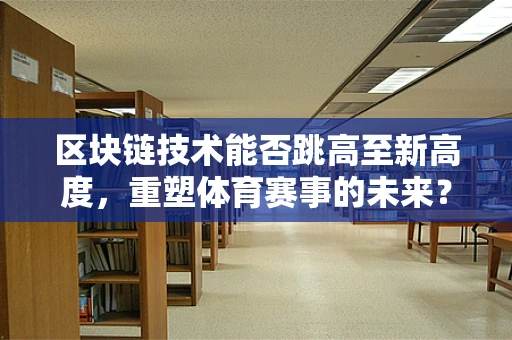 区块链技术能否跳高至新高
度，重塑体育赛事的未来？